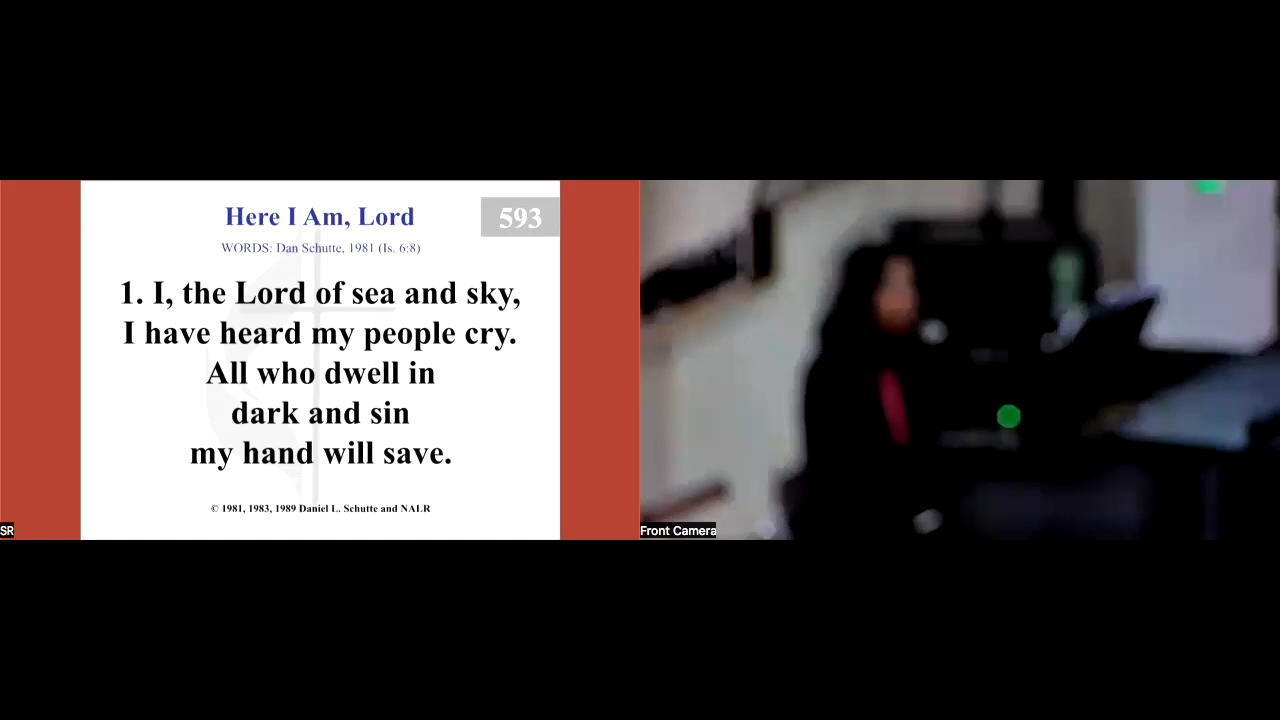 Here I Am, Lord
593
WORDS: Dan Schutte, 1981 (Is. 6:8)
1. I, the Lord of sea and sky,
I have heard my people cry.
All who dwell in
dark and sin
my hand will save.
© 1981, 1983, 1989 Daniel L. Schutte and NALR
SR
Front Camera